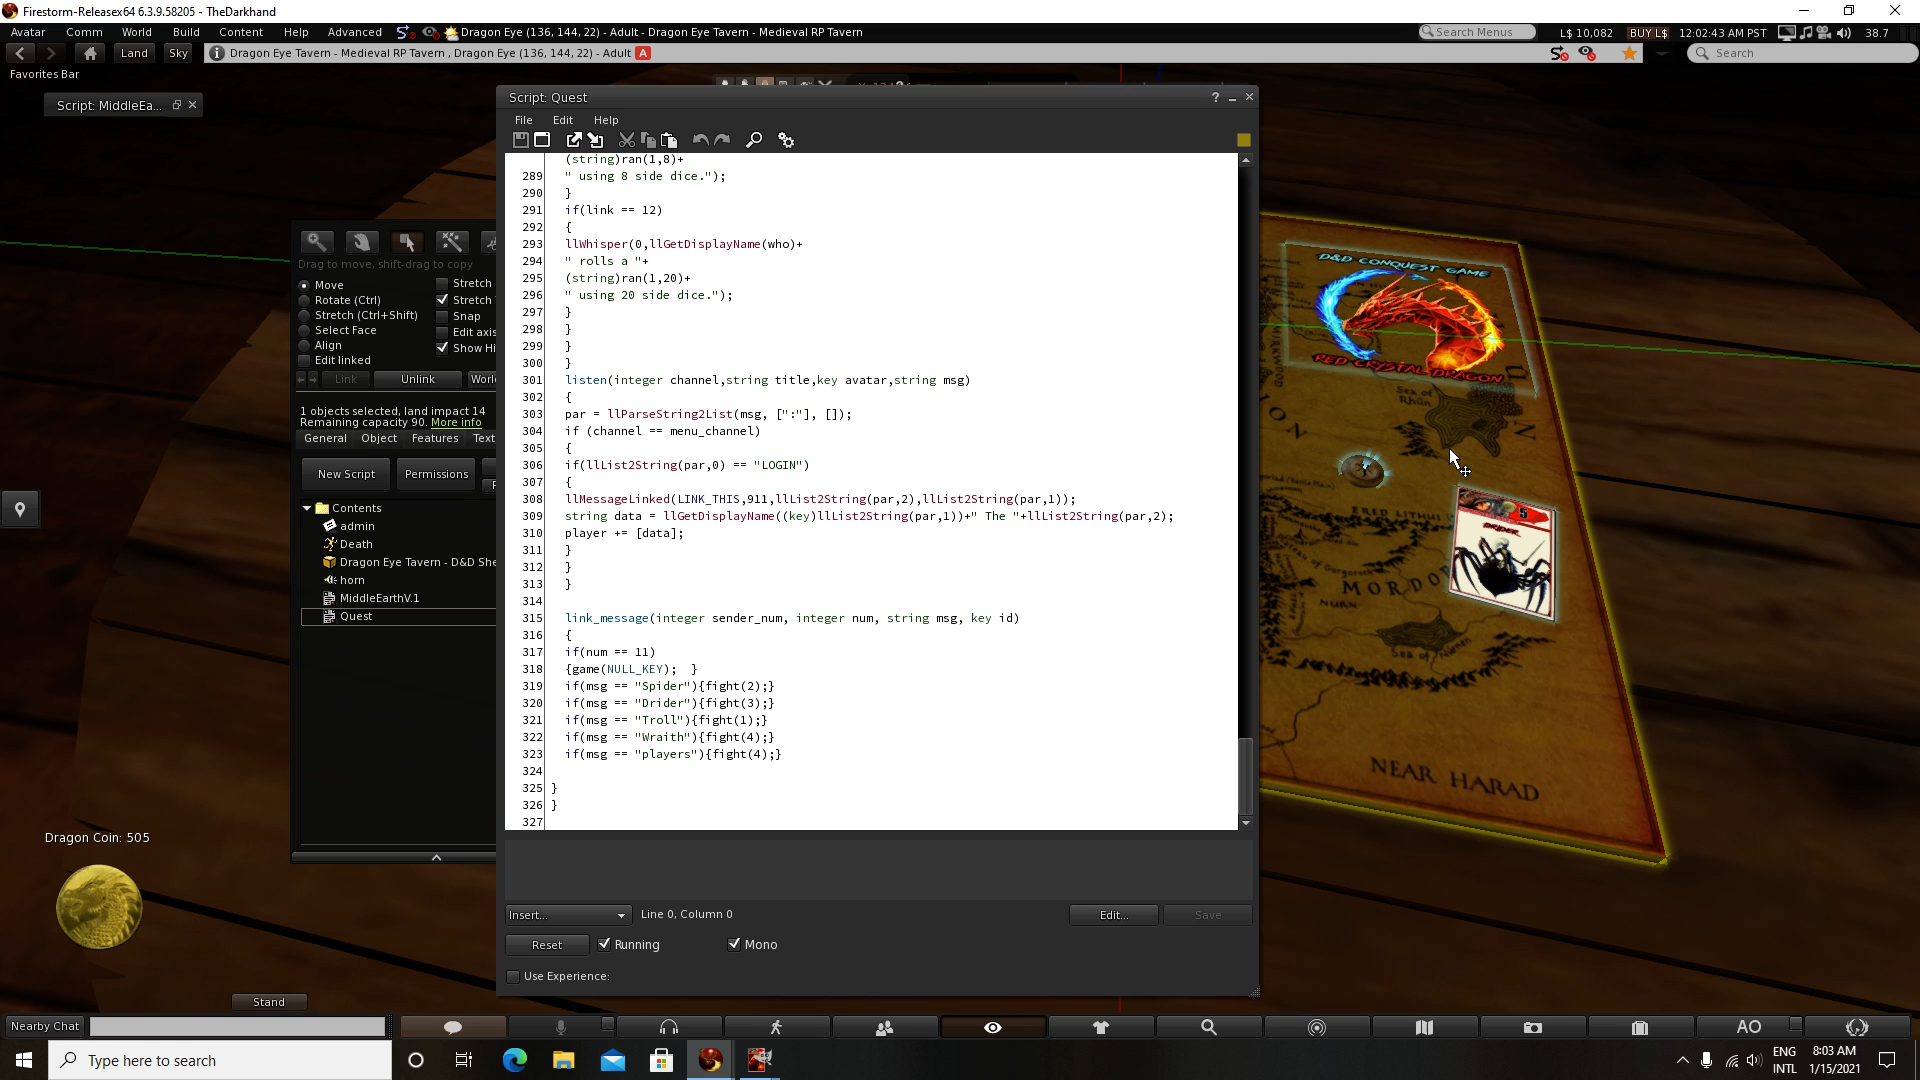 Firestorm-Releasex64 6.3.9.58205 - TheDarkhand
Avatar Comm World Build Content Help Advanced Dragon Eye (136, 144, 22) - Adult - Dragon Eye Tavern - Medieval RP Tavern Search Menus L$ 10,082 BUY L$ 12:02:43 AM PST 38.7
Land Sky Dragon Eye Tavern - Medieval RP Tavern , Dragon Eye (136, 144, 22) - Adult A Search
Favorites Bar
Script: MiddleEa...
Script: Quest
File Edit Help
(string)ran(1,8)+
289 " using 8 side dice.");
290 }
291 if(link == 12)
292 {
293 llWhisper(0,llGetDisplayName(who)+
294 " rolls a "+
295 (string)ran(1,20)+
296 " using 20 side dice.");
297 }
298 }
299 }
300 }
301 listen(integer channel,string title,key avatar,string msg)
302 {
303 par = llParseString2List(msg, [":"], []);
304 if (channel == menu_channel)
305 {
306 if(llList2String(par,0) == "LOGIN")
307 {
308 llMessageLinked(LINK_THIS,911,llList2String(par,2),llList2String(par,1));
309 string data = llGetDisplayName((key)llList2String(par,1))+" The "+llList2String(par,2);
310 player += [data];
311 }
312 }
313 }
314
315 link_message(integer sender_num, integer num, string msg, key id)
316 {
317 if(num == 11)
318 {game(NULL_KEY); }
319 if(msg == "Spider"){fight(2);}
320 if(msg == "Drider"){fight(3);}
321 if(msg == "Troll"){fight(1);}
322 if(msg == "Wraith"){fight(4);}
323 if(msg == "players"){fight(4);}
324
325 }
326 }
327
Insert... Line 0, Column 0 Edit... Save
Reset Running Mono
Use Experience:
Drag to move, shift-drag to copy
Move
Rotate (Ctrl)
Stretch (Ctrl+Shift)
Select Face
Align
Edit linked
Stretch
Stretch
Snap
Edit axis
Show Hi
Link Unlink World
1 objects selected, land impact 14
Remaining capacity 90. More info
General Object Features Text
New Script Permissions
Contents
admin
Death
Dragon Eye Tavern - D&D She
horn
MiddleEarthV.1
Quest
D&D CONQUEST GAME
RED CRYSTAL DRAGON
Sea of
Rhûn
5
DRIDER
MORDO
NURN
Sea of
NEAR HARAD
Dragon Coin: 505
Stand
Nearby Chat
AO
Type here to search
ENG
INTL
8:03 AM
1/15/2021